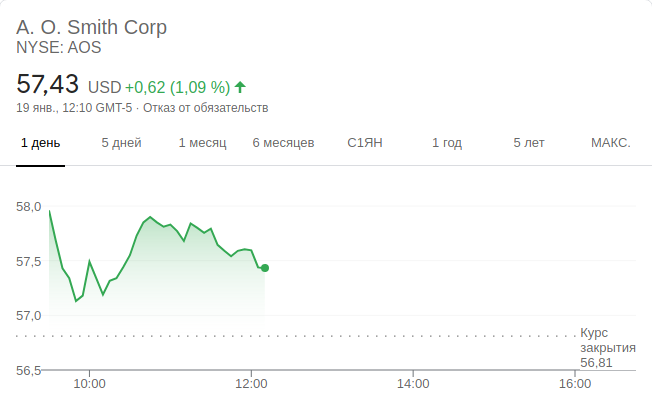 A. O. Smith Corp
NYSE: AOS
57,43 USD +0,62 (1,09 %)
19 янв., 12:10 GMT-5 · Отказ от обязательств
1 день 5 дней 1 месяц 6 месяцев С1ЯН 1 год 5 лет МАКС.
58,0
57,5
57,0
Курс
закрытия
56,81
56,5
10:00 12:00 14:00 16:00